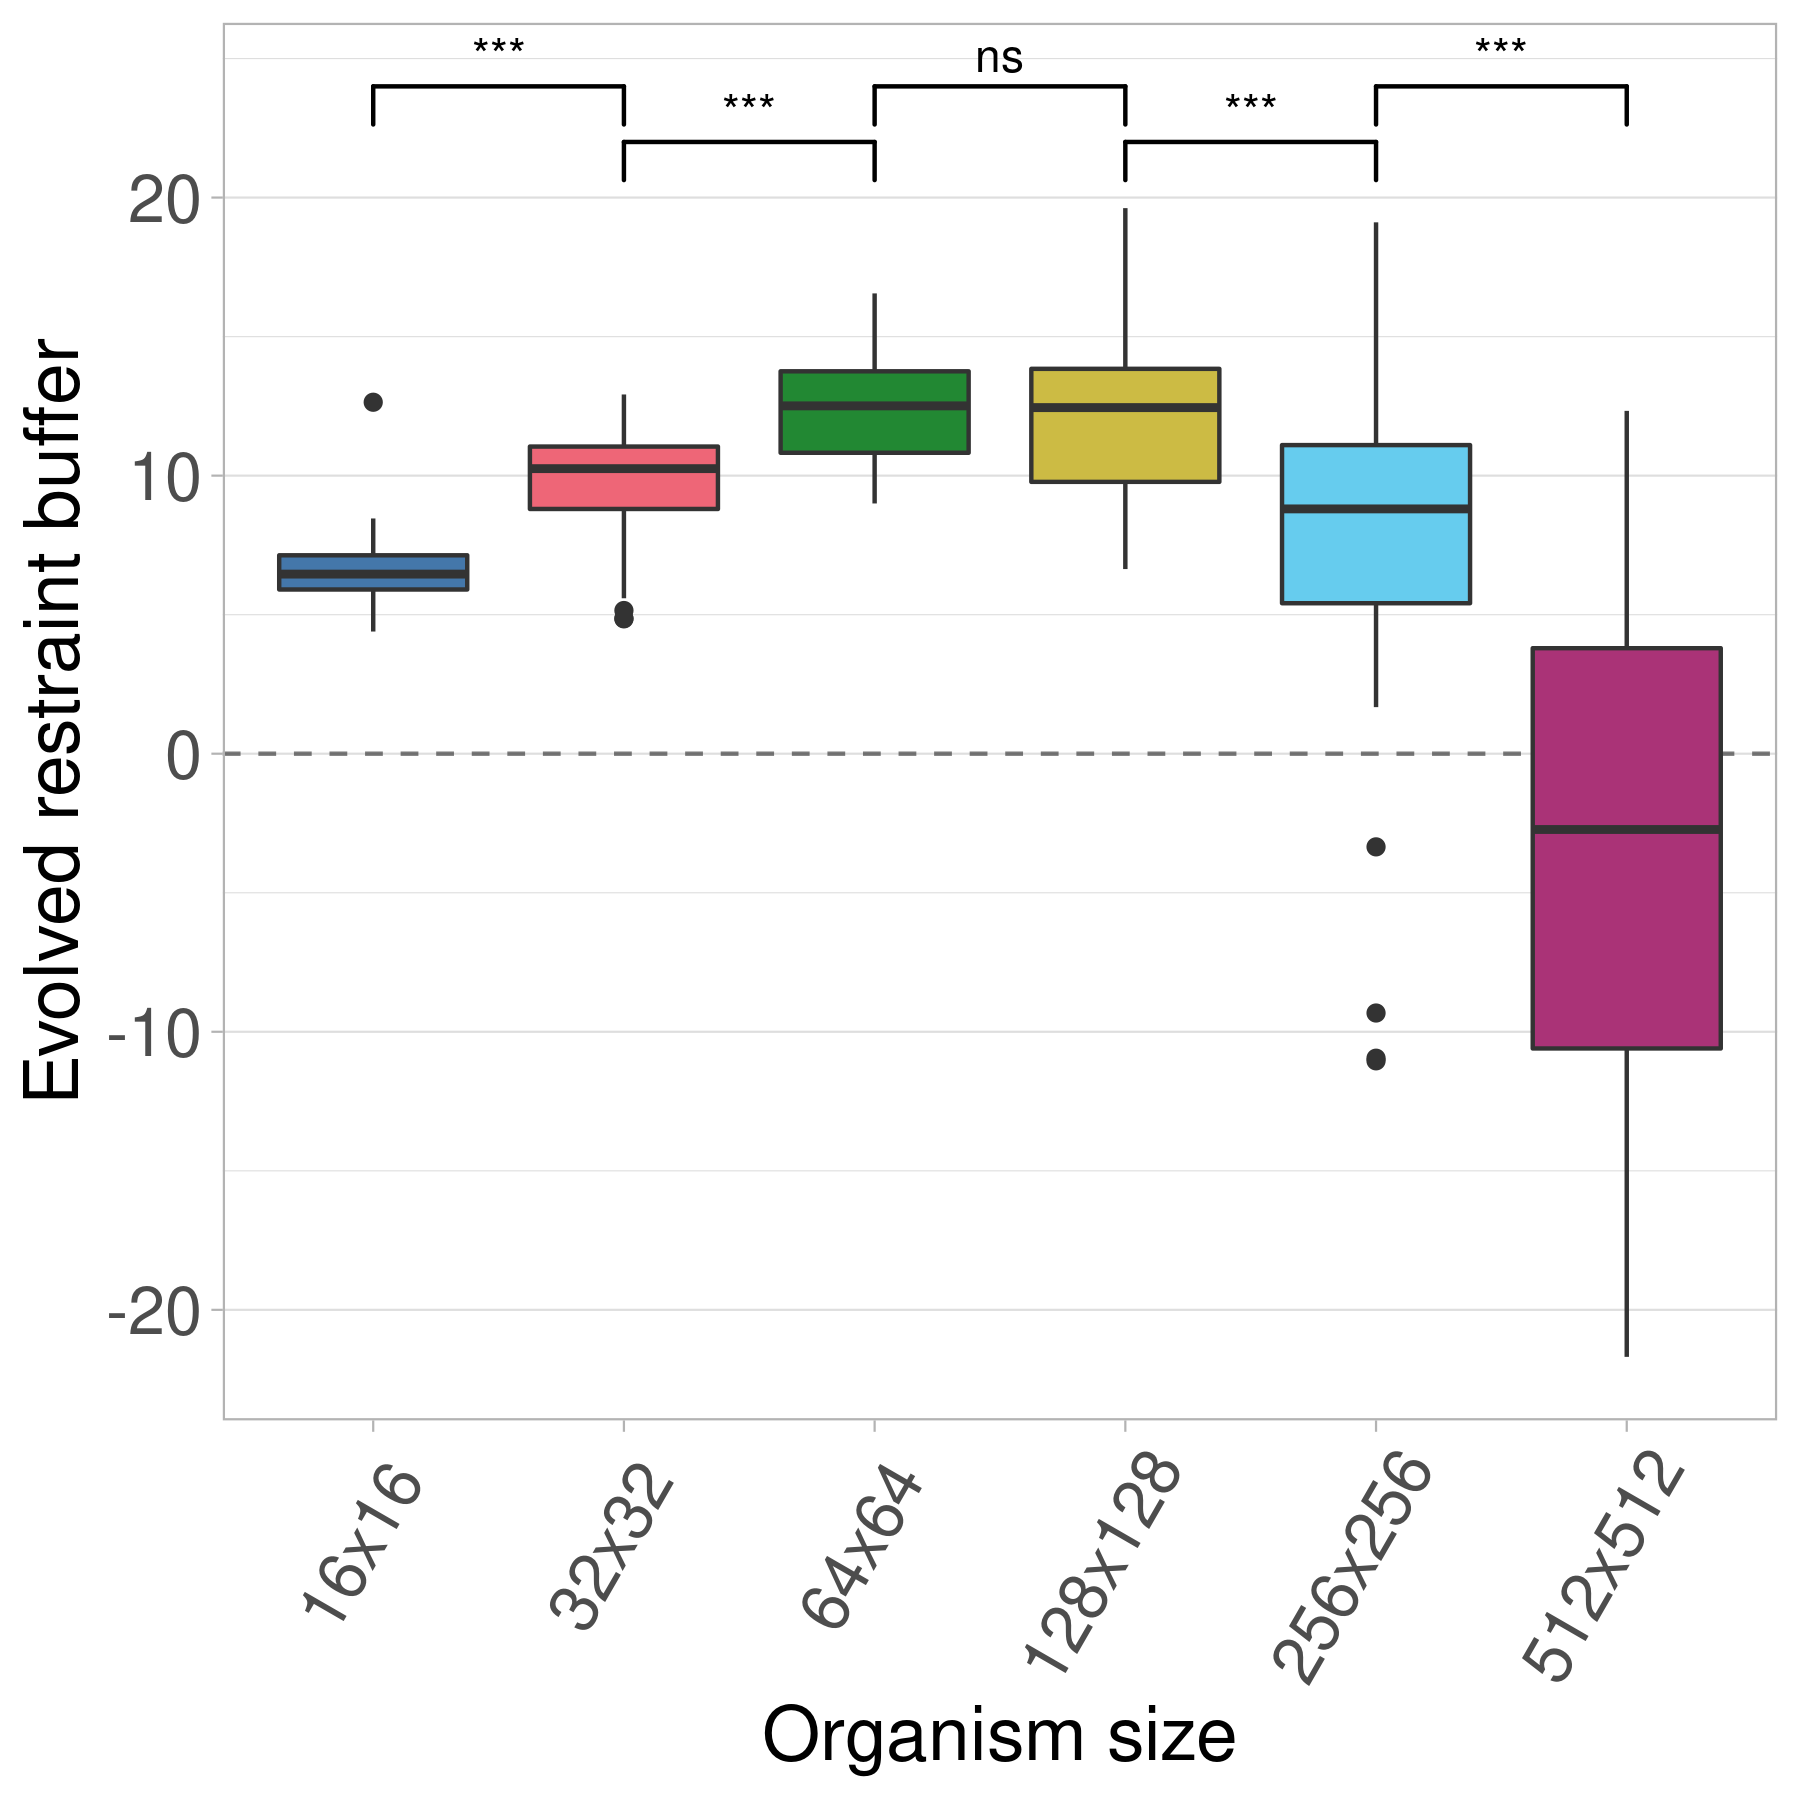 ***
ns
***
***
***
20
10
0
-10
-20
Evolved restraint buffer
16x16
32x32
64x64
128x128
256x256
512x512
Organism size